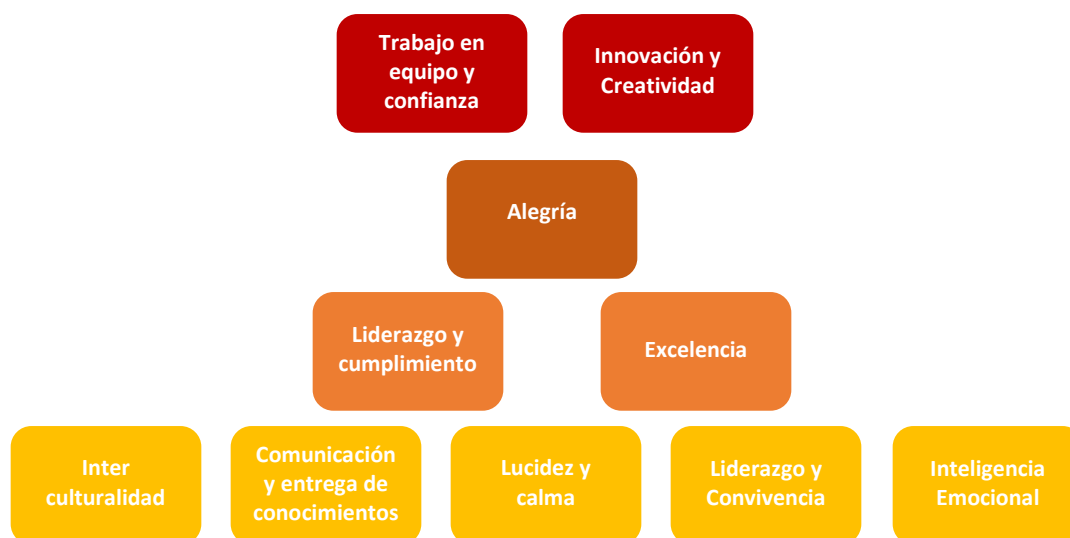 Trabajo en
equipo y
confianza
Innovación y
Creatividad
Alegría
Liderazgo y
cumplimiento
Excelencia
Inter
culturalidad
Comunicación
y entrega de
conocimientos
Lucidez y
calma
Liderazgo y
Convivencia
Inteligencia
Emocional